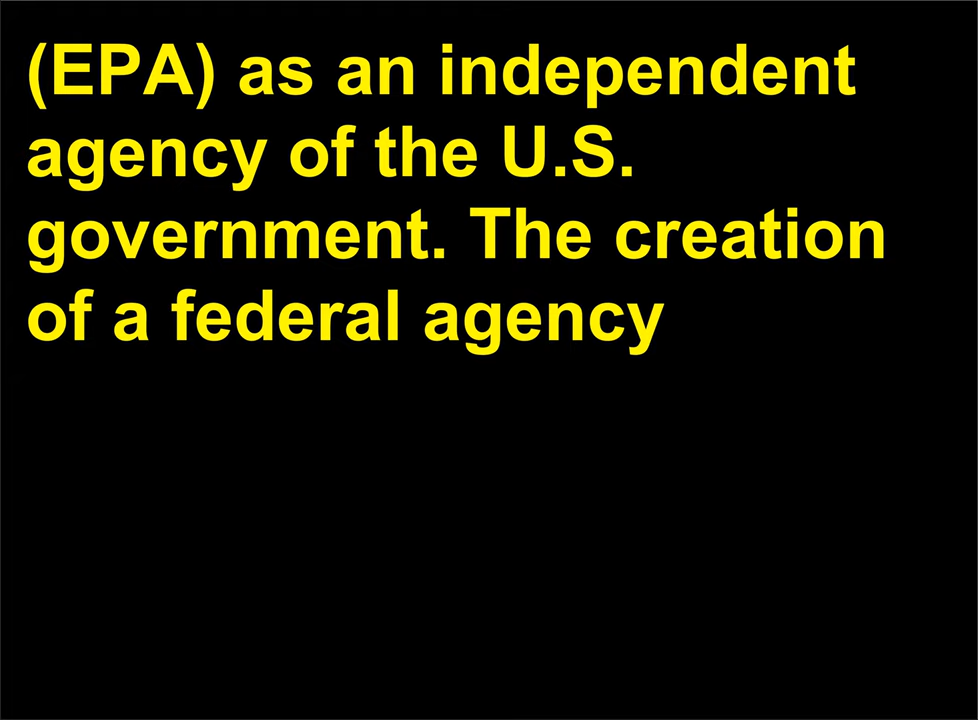 (EPA) as an independent
agency of the U.S.
government. The creation
of a federal agency